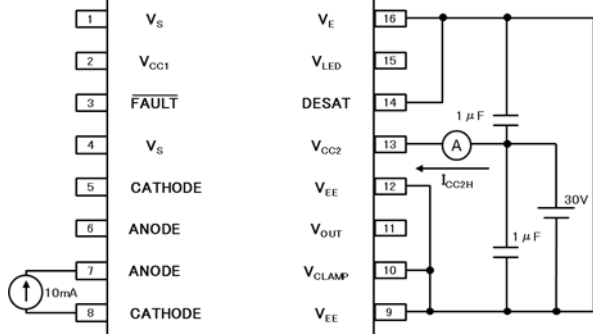 1 V_S V_E 16
2 V_CC1 V_LED 15
3 F̅A̅U̅L̅T̅ DESAT 14
1 μF
4 V_S V_CC2 13 A
I_CC2H
5 CATHODE V_EE 12
30V
6 ANODE V_OUT 11
1 μF
7 ANODE V_CLAMP 10
10mA
8 CATHODE V_EE 9